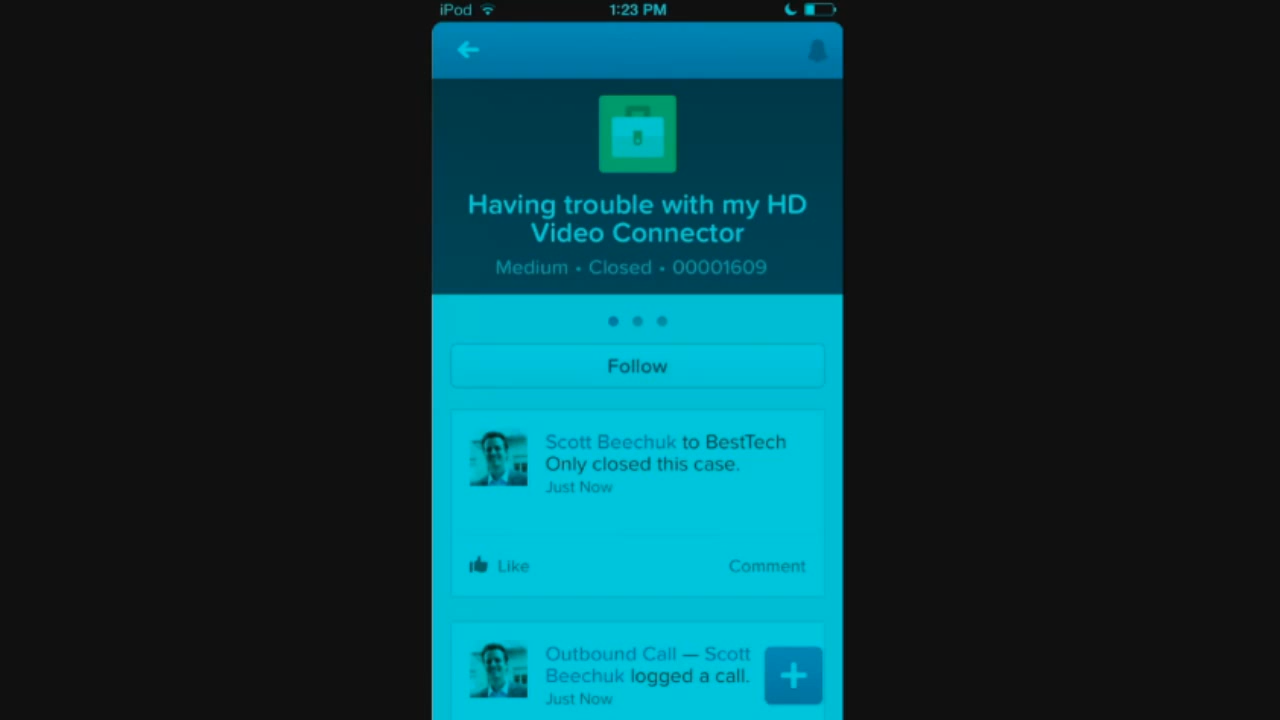 iPod 1:23 PM
Having trouble with my HD
Video Connector
Medium • Closed • 00001609
Follow
Scott Beechuk to BestTech
Only closed this case.
Just Now
Like Comment
Outbound Call — Scott
Beechuk logged a call.
Just Now